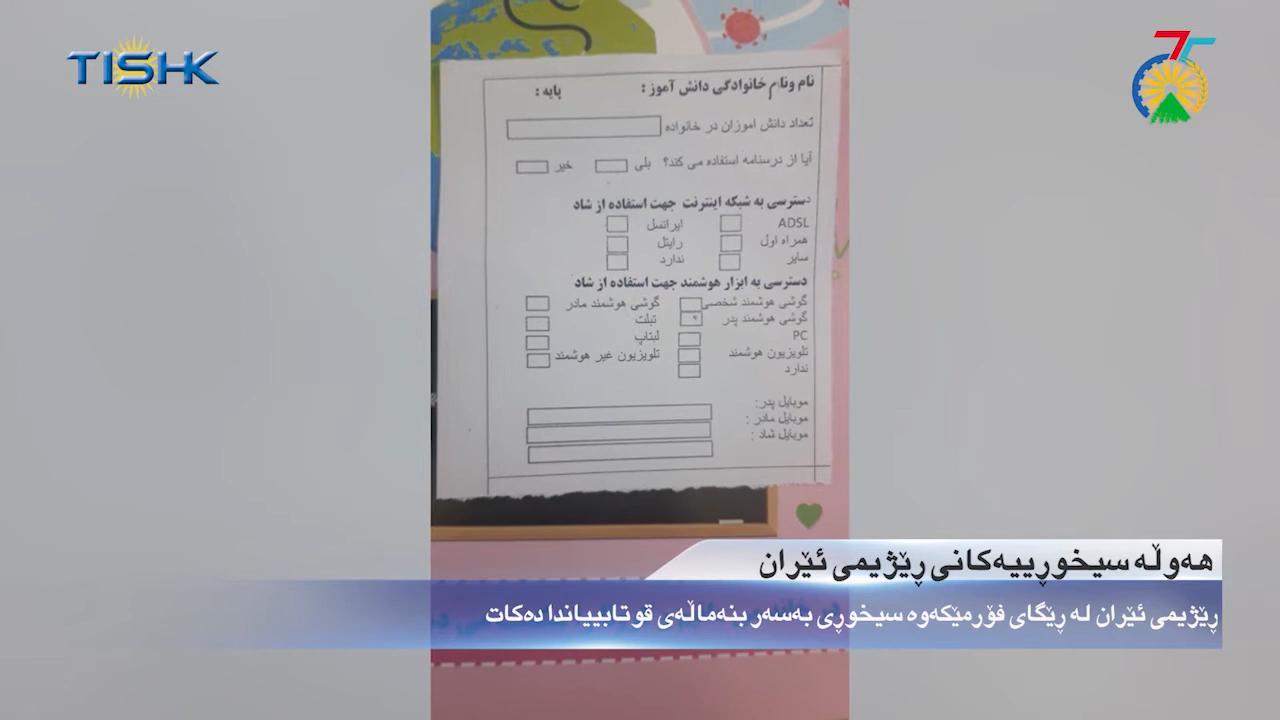 TISHK
75
نام ونام خانوادگی دانش آموز : پایه :
تعداد دانش اموزان در خانواده
آیا از درسنامه استفاده می کند؟ بلی خیر
دسترسی به شبکه اینترنت جهت استفاده از شاد
ADSL ایرانسل
همراه اول رایتل
سایر ندارد
دسترسی به ابزار هوشمند جهت استفاده از شاد
گوشی هوشمند شخصی گوشی هوشمند مادر
گوشی هوشمند پدر تبلت
PC لپتاپ
تلویزیون هوشمند تلویزیون غیر هوشمند
ندارد
موبایل پدر:
موبایل مادر :
موبایل شاد :
هەوڵە سیخوڕییەکانی ڕێژیمی ئێران
ڕێژیمی ئێران لە ڕێگای فۆرمێکەوە سیخوڕی بەسەر بنەماڵەی قوتابییاندا دەکات